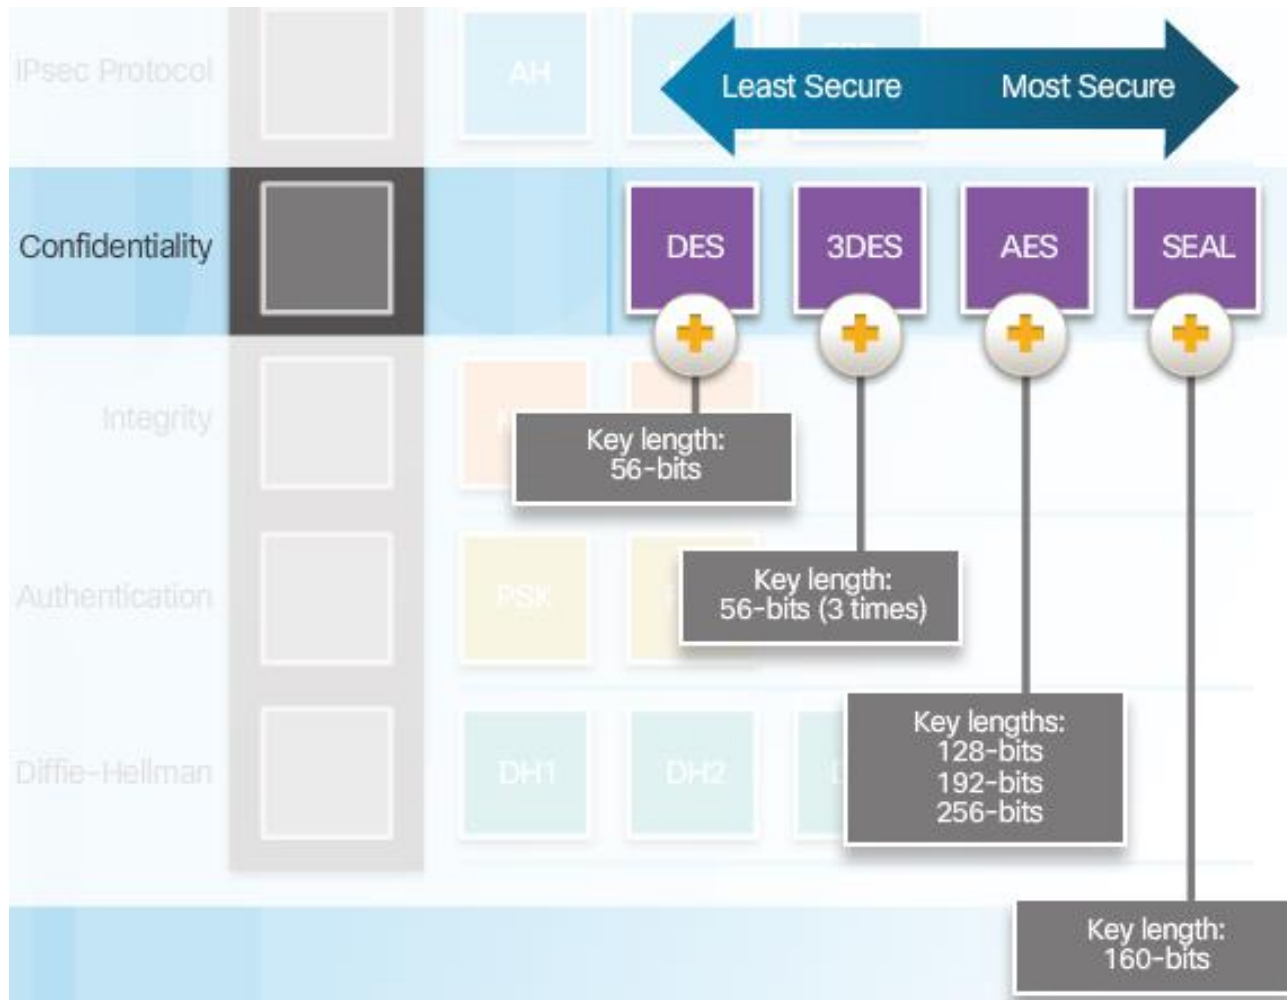 IPsec Protocol
AH
Least Secure
Most Secure
Confidentiality
DES
3DES
AES
SEAL
Integrity
Key length:
56-bits
Authentication
PSK
Key length:
56-bits (3 times)
Diffie-Hellman
DH1
DH2
Key lengths:
128-bits
192-bits
256-bits
Key length:
160-bits